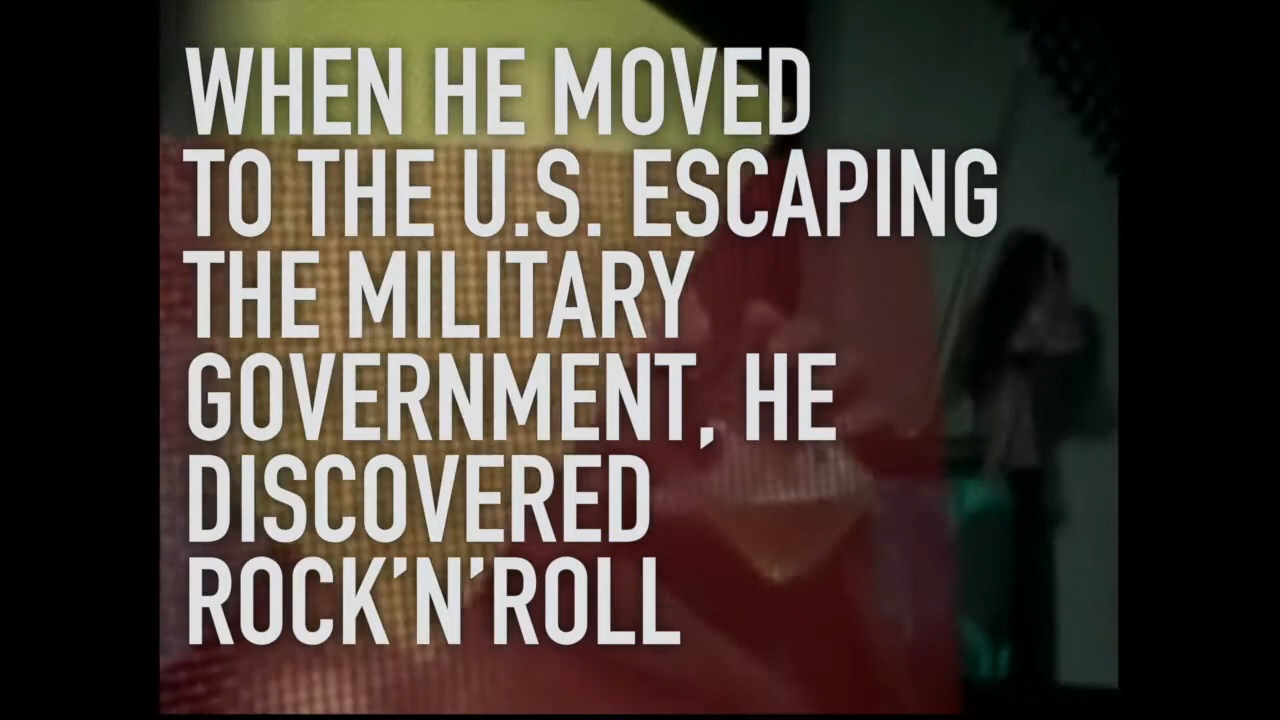 WHEN HE MOVED
TO THE U.S. ESCAPING
THE MILITARY
GOVERNMENT, HE
DISCOVERED
ROCK'N'ROLL